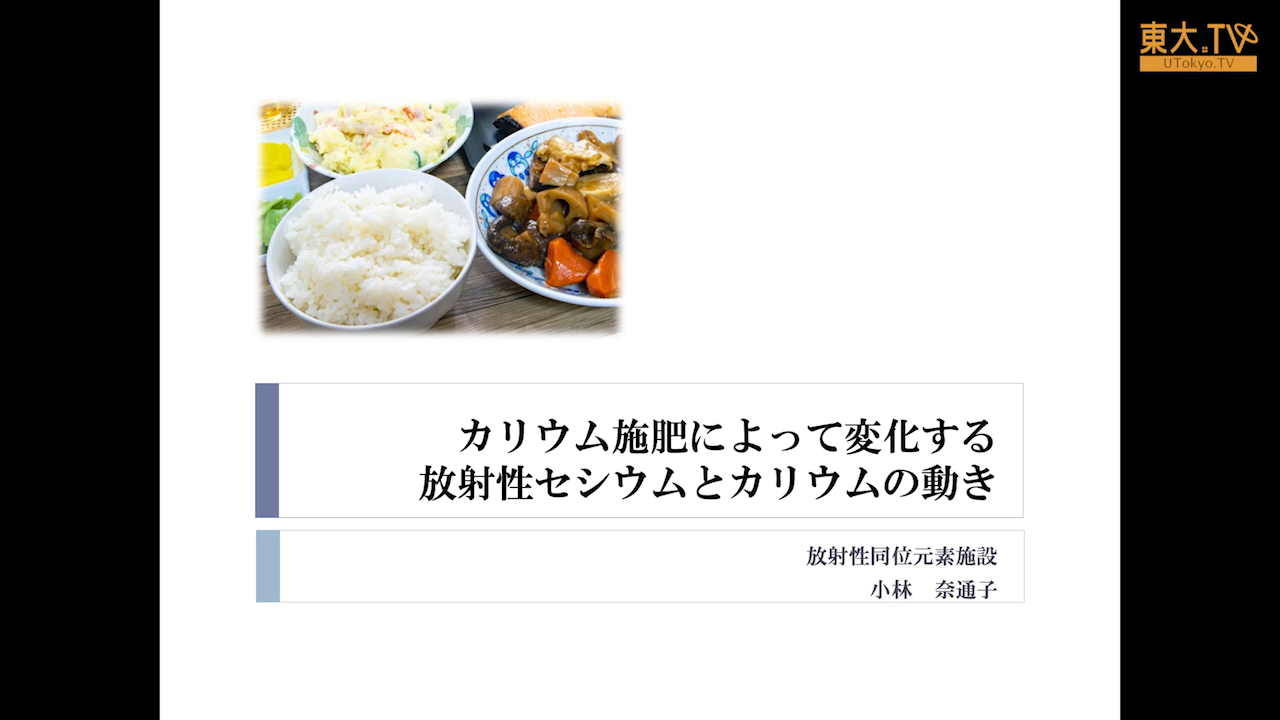 東大.TV
UTokyo.TV
カリウム施肥によって変化する
放射性セシウムとカリウムの動き
放射性同位元素施設
小林　奈通子